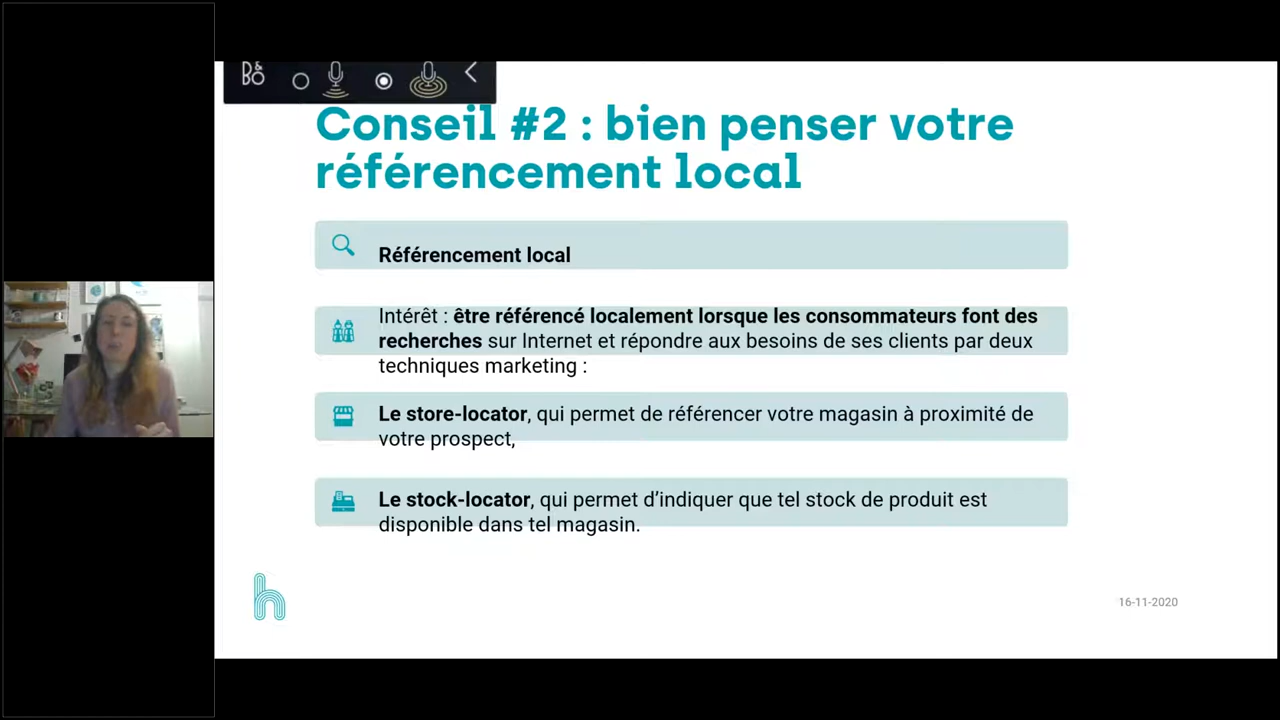 Conseil #2 : bien penser votre
référencement local
Référencement local
Intérêt : être référencé localement lorsque les consommateurs font des
recherches sur Internet et répondre aux besoins de ses clients par deux
techniques marketing :
Le store-locator, qui permet de référencer votre magasin à proximité de
votre prospect,
Le stock-locator, qui permet d’indiquer que tel stock de produit est
disponible dans tel magasin.
h
16-11-2020